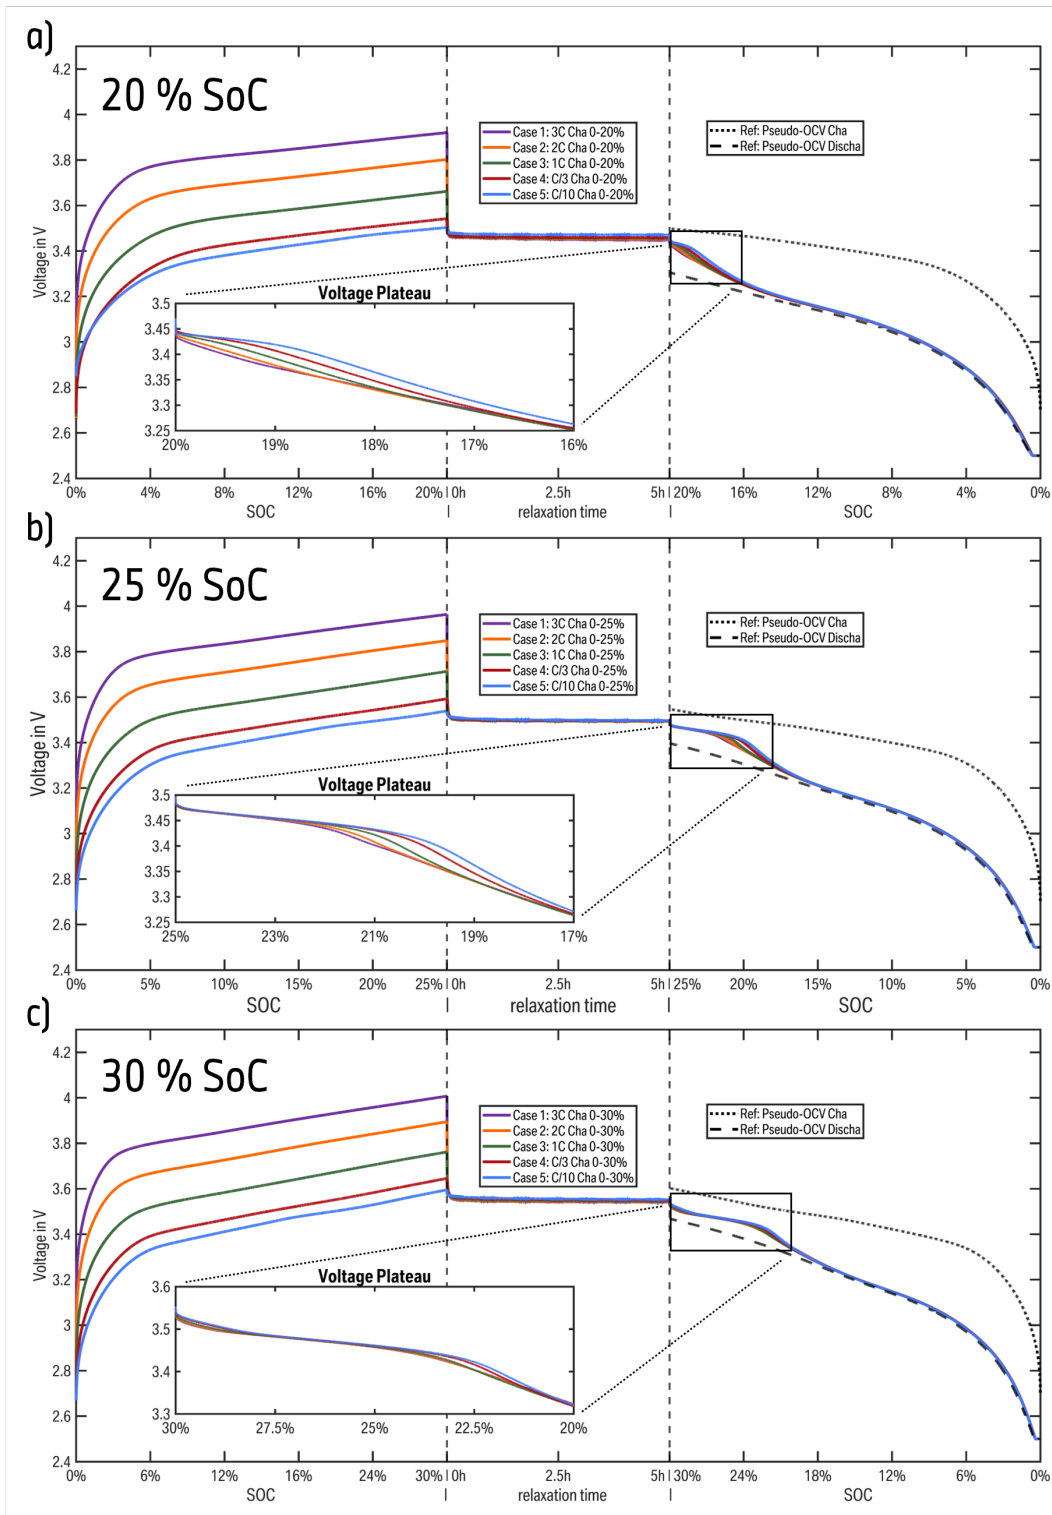 a)
20 % SoC
4.2
4
3.8
3.6
3.4
3.2
3
2.8
2.6
2.4
Voltage in V
Case 1: 3C Cha 0-20%
Case 2: 2C Cha 0-20%
Case 3: 1C Cha 0-20%
Case 4: C/3 Cha 0-20%
Case 5: C/10 Cha 0-20%
Ref: Pseudo-OCV Cha
Ref: Pseudo-OCV Discha
Voltage Plateau
3.5
3.45
3.4
3.35
3.3
3.25
20% 19% 18% 17% 16%
0% 4% 8% 12% 16% 20% | 0h 2.5h 5h | 20% 16% 12% 8% 4% 0%
SOC | relaxation time | SOC
b)
25 % SoC
4.2
4
3.8
3.6
3.4
3.2
3
2.8
2.6
2.4
Voltage in V
Case 1: 3C Cha 0-25%
Case 2: 2C Cha 0-25%
Case 3: 1C Cha 0-25%
Case 4: C/3 Cha 0-25%
Case 5: C/10 Cha 0-25%
Ref: Pseudo-OCV Cha
Ref: Pseudo-OCV Discha
Voltage Plateau
3.5
3.45
3.4
3.35
3.3
3.25
25% 23% 21% 19% 17%
0% 5% 10% 15% 20% 25% | 0h 2.5h 5h | 25% 20% 15% 10% 5% 0%
SOC | relaxation time | SOC
c)
30 % SoC
4.2
4
3.8
3.6
3.4
3.2
3
2.8
2.6
2.4
Voltage in V
Case 1: 3C Cha 0-30%
Case 2: 2C Cha 0-30%
Case 3: 1C Cha 0-30%
Case 4: C/3 Cha 0-30%
Case 5: C/10 Cha 0-30%
Ref: Pseudo-OCV Cha
Ref: Pseudo-OCV Discha
Voltage Plateau
3.6
3.5
3.4
3.3
30% 27.5% 25% 22.5% 20%
0% 6% 12% 16% 24% 30% | 0h 2.5h 5h | 30% 24% 18% 12% 6% 0%
SOC | relaxation time | SOC